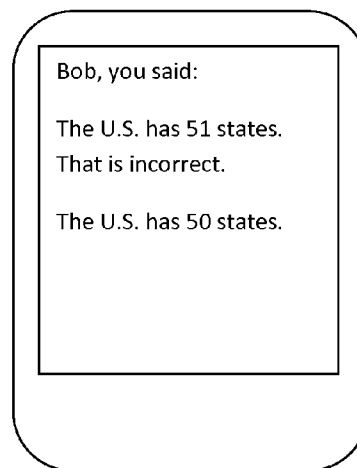 Bob, you said:
The U.S. has 51 states.
That is incorrect.
The U.S. has 50 states.